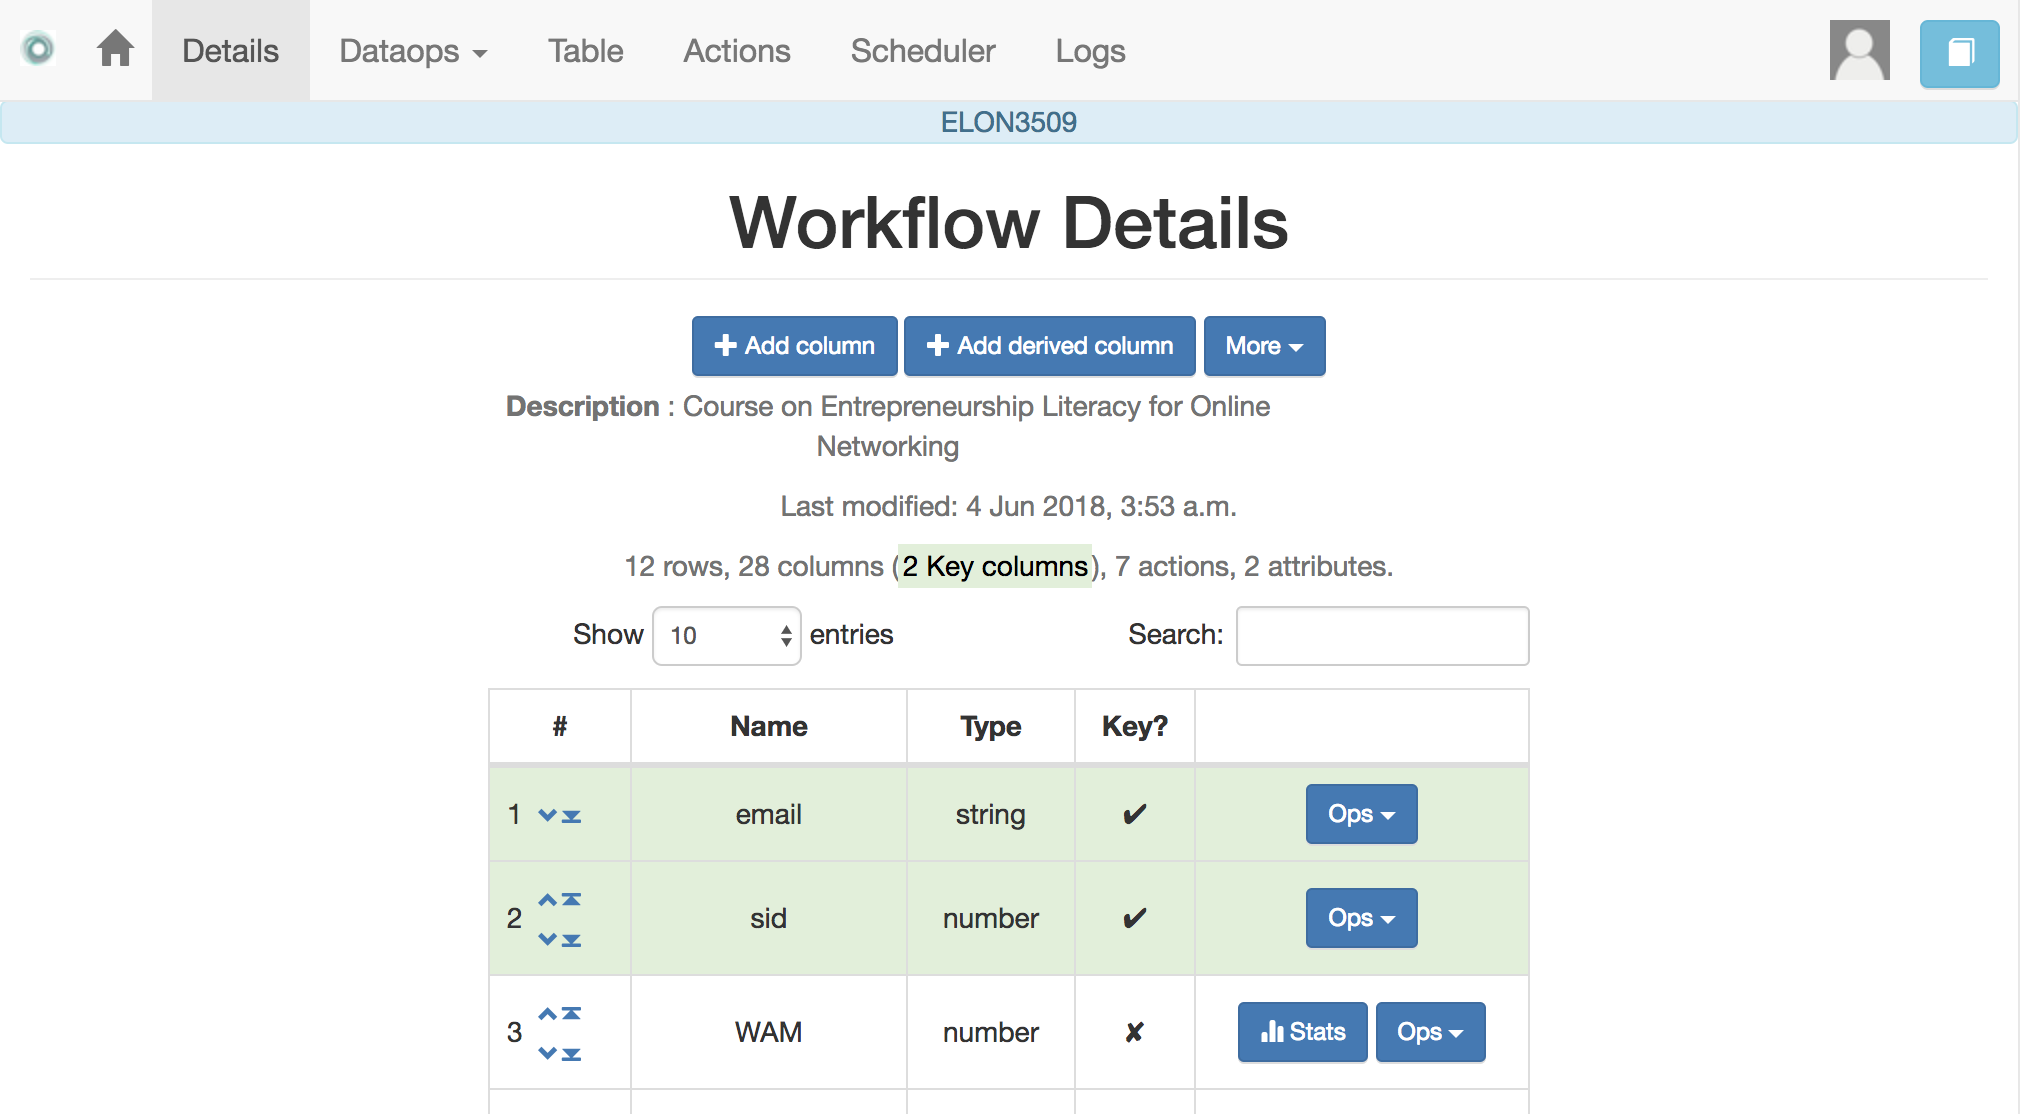 Details Dataops Table Actions Scheduler Logs
ELON3509
Workflow Details
Add column Add derived column More
Description : Course on Entrepreneurship Literacy for Online
Networking
Last modified: 4 Jun 2018, 3:53 a.m.
12 rows, 28 columns (2 Key columns), 7 actions, 2 attributes.
Show 10 entries Search:
# Name Type Key?
1 email string ✔ Ops
2 sid number ✔ Ops
3 WAM number ✘ Stats Ops